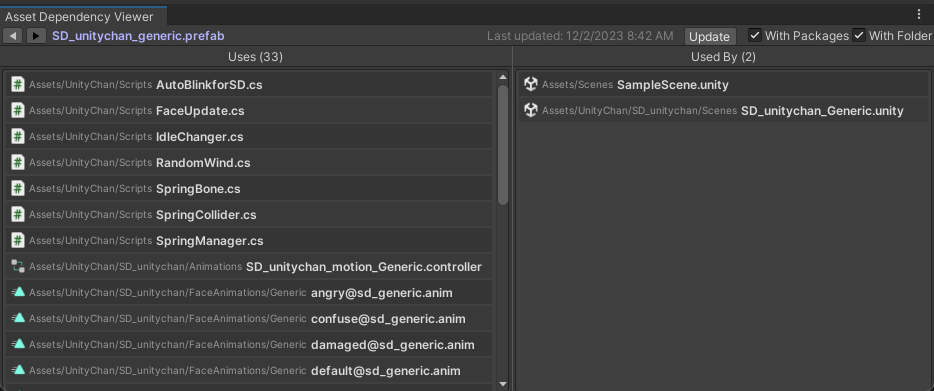 Asset Dependency Viewer
SD_unitychan_generic.prefab Last updated: 12/2/2023 8:42 AM Update With Packages With Folder
Uses (33)
Used By (2)
Assets/UnityChan/Scripts AutoBlinkforSD.cs
Assets/UnityChan/Scripts FaceUpdate.cs
Assets/UnityChan/Scripts IdleChanger.cs
Assets/UnityChan/Scripts RandomWind.cs
Assets/UnityChan/Scripts SpringBone.cs
Assets/UnityChan/Scripts SpringCollider.cs
Assets/UnityChan/Scripts SpringManager.cs
Assets/UnityChan/SD_unitychan/Animations SD_unitychan_motion_Generic.controller
Assets/UnityChan/SD_unitychan/FaceAnimations/Generic angry@sd_generic.anim
Assets/UnityChan/SD_unitychan/FaceAnimations/Generic confuse@sd_generic.anim
Assets/UnityChan/SD_unitychan/FaceAnimations/Generic damaged@sd_generic.anim
Assets/UnityChan/SD_unitychan/FaceAnimations/Generic default@sd_generic.anim
Assets/Scenes SampleScene.unity
Assets/UnityChan/SD_unitychan/Scenes SD_unitychan_Generic.unity